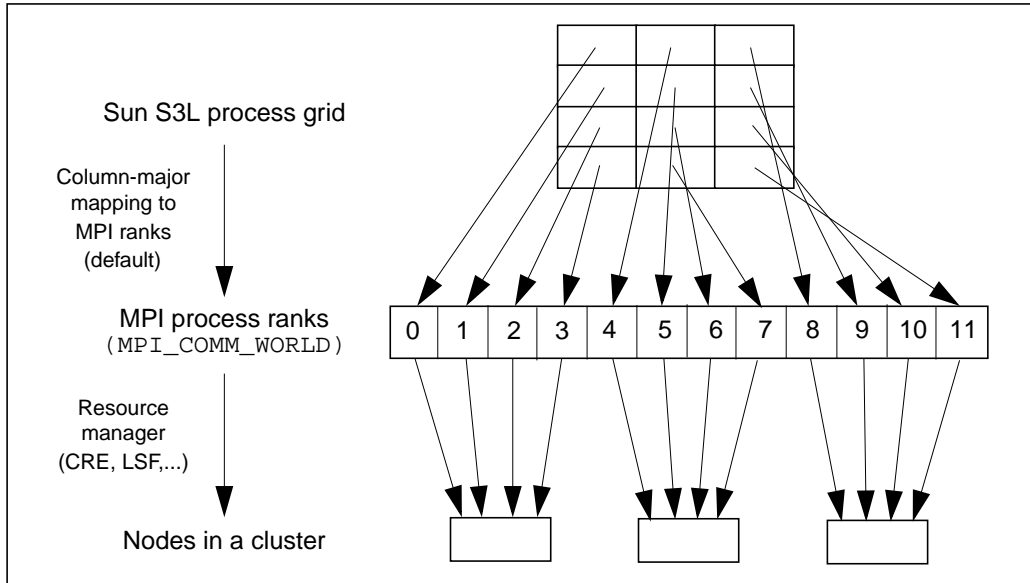 Sun S3L process grid
Column-major
mapping to
MPI ranks
(default)
MPI process ranks
(MPI_COMM_WORLD)
0 1 2 3 4 5 6 7 8 9 10 11
Resource
manager
(CRE, LSF,...)
Nodes in a cluster